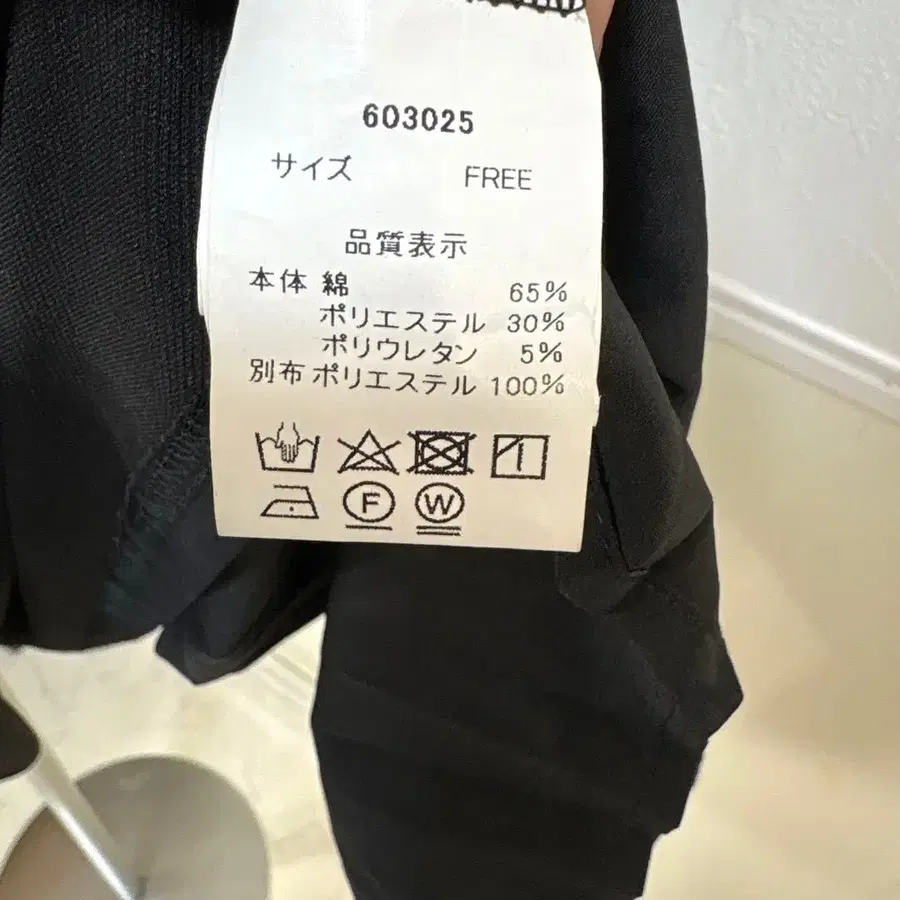 603025
サイズ FREE
品質表示
本体 綿 65%
ポリエステル 30%
ポリウレタン 5%
別布 ポリエステル 100%
F W